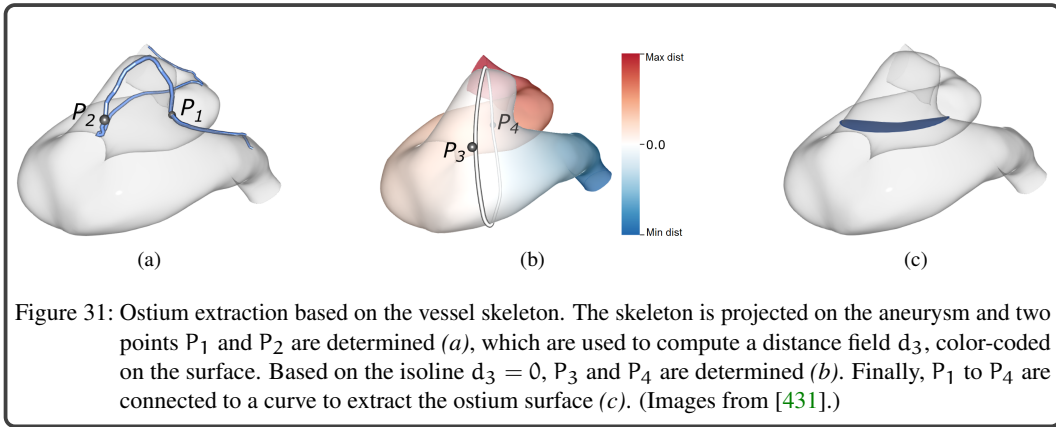 P₂
P₁
P₃
P₄
Max dist
0.0
Min dist
(a)
(b)
(c)
Figure 31: Ostium extraction based on the vessel skeleton. The skeleton is projected on the aneurysm and two
points P₁ and P₂ are determined (a), which are used to compute a distance field d₃, color-coded
on the surface. Based on the isoline d₃ = 0, P₃ and P₄ are determined (b). Finally, P₁ to P₄ are
connected to a curve to extract the ostium surface (c). (Images from [431].)